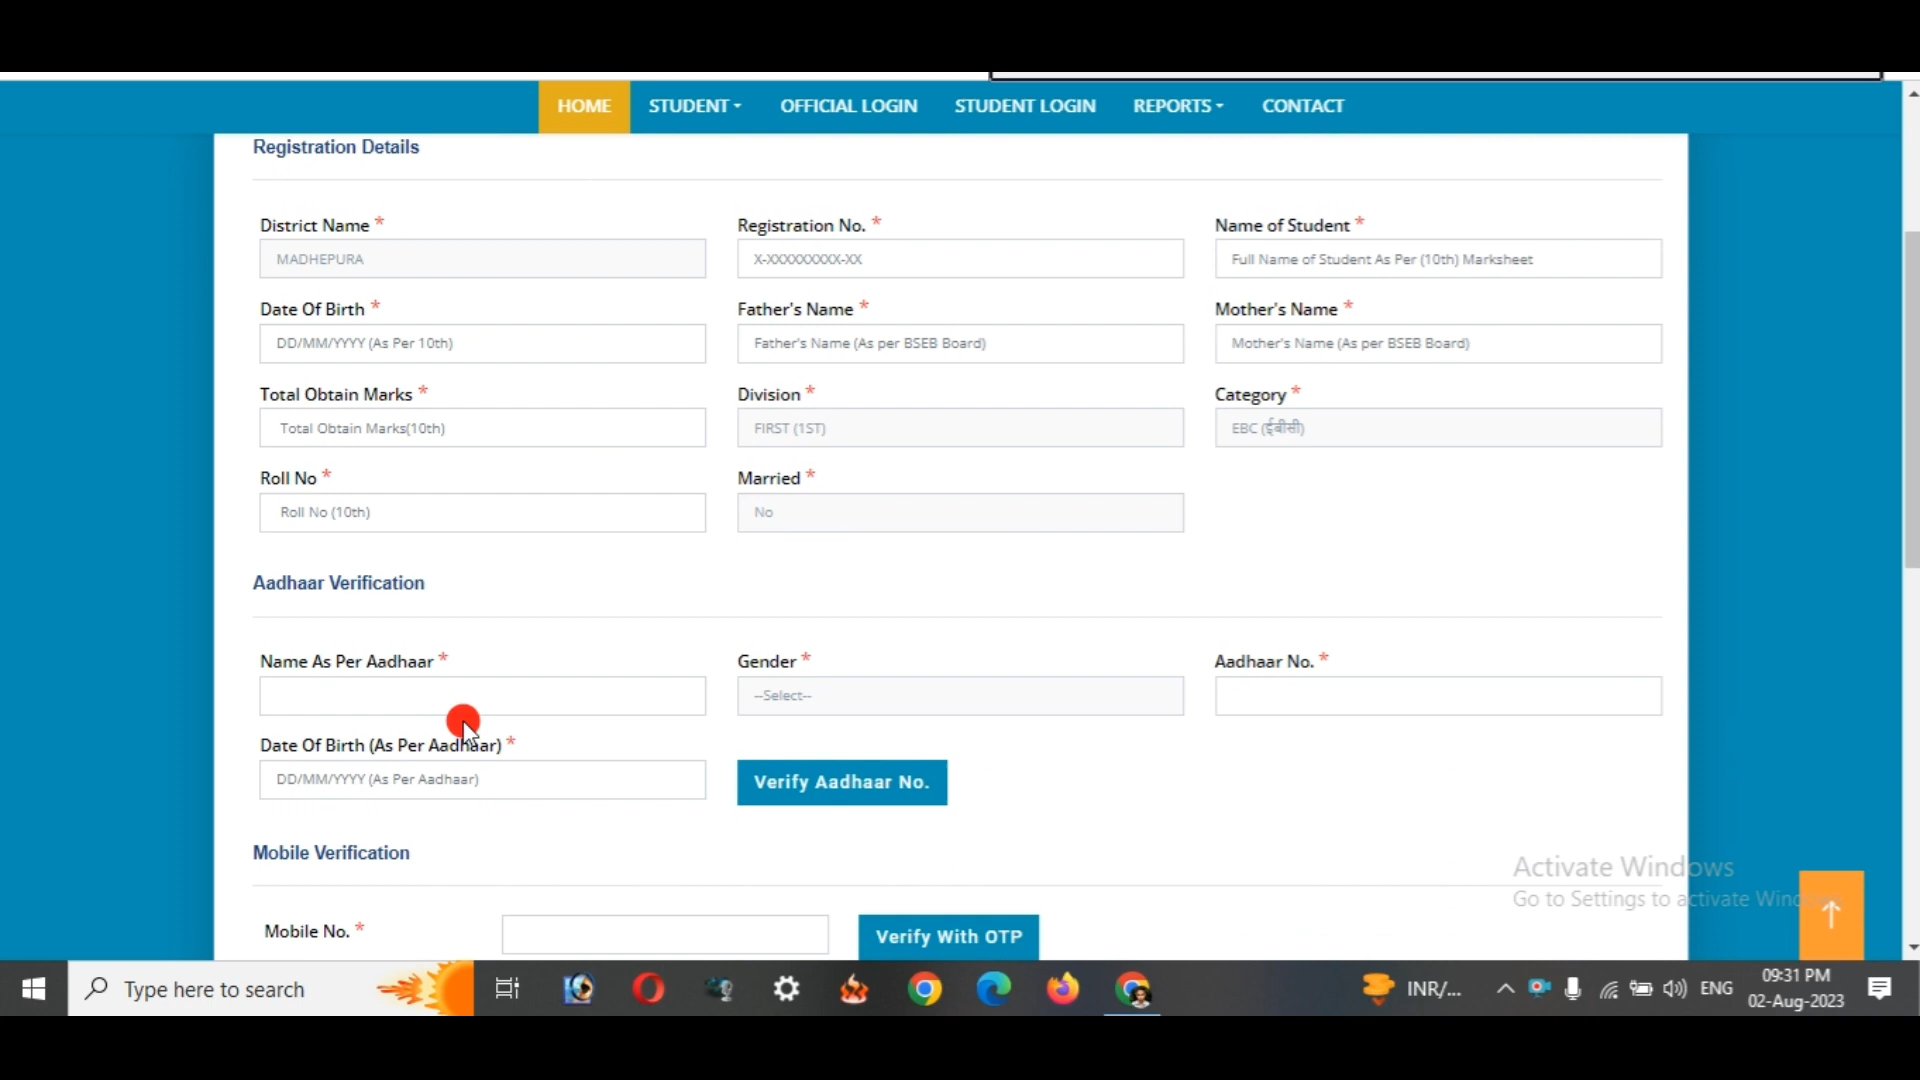 HOME STUDENT OFFICIAL LOGIN STUDENT LOGIN REPORTS CONTACT
Registration Details
District Name * Registration No. * Name of Student *
MADHEPURA X-XXXXXXXXX-XX Full Name of Student As Per (10th) Marksheet
Date Of Birth * Father's Name * Mother's Name *
DD/MM/YYYY (As Per 10th) Father's Name (As per BSEB Board) Mother's Name (As per BSEB Board)
Total Obtain Marks * Division * Category *
Total Obtain Marks(10th) FIRST (1ST) EBC (ईबीसी)
Roll No * Married *
Roll No (10th) No
Aadhaar Verification
Name As Per Aadhaar * Gender * Aadhaar No. *
--Select--
Date Of Birth (As Per Aadhaar) *
DD/MM/YYYY (As Per Aadhaar) Verify Aadhaar No.
Mobile Verification
Activate Windows
Go to Settings to activate
Mobile No. * Verify With OTP
Type here to search INR/... ENG 09:31 PM
02-Aug-2023